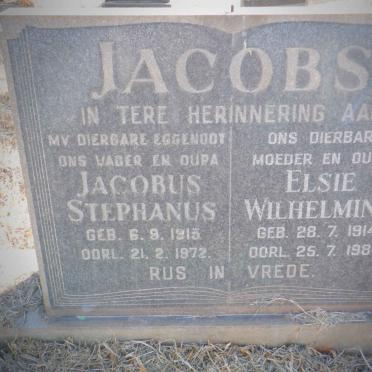 JACOBS
IN TERE HERINNERING AA
MY DIERBARE EGGENOOT
ONS VADER EN OUPA
JACOBUS
STEPHANUS
GEB. 6. 9. 1915
OORL. 21. 2. 1972.
ONS DIERBAR
MOEDER EN OU
ELSIE
WILHELMIN
GEB. 28. 7. 1914
OORL. 25. 7. 198
RUS IN VREDE.